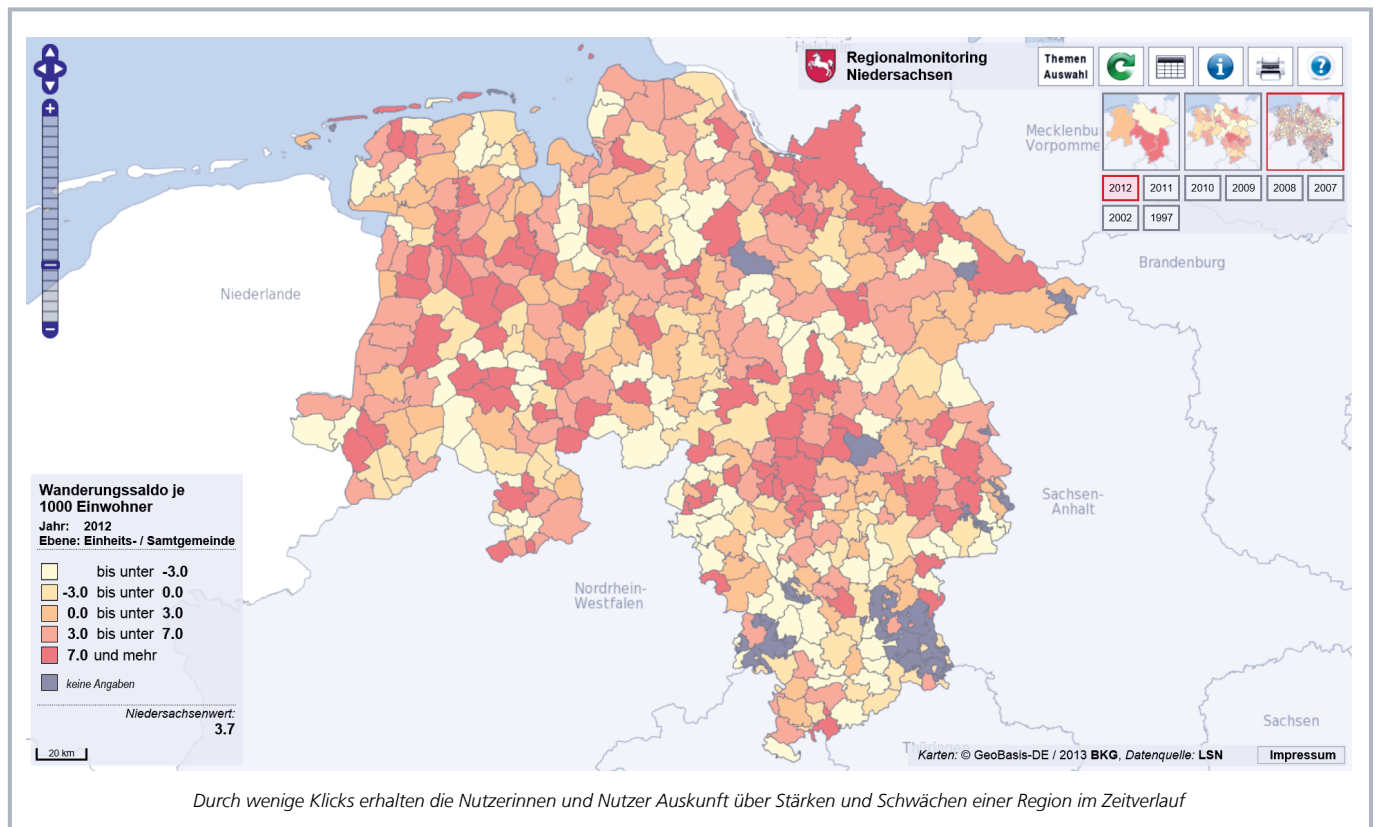 Regionalmonitoring
Niedersachsen
Themen
Auswahl
Mecklenbu
Vorpomme
2012 2011 2010 2009 2008 2007
2002 1997
Brandenburg
Niederlande
Sachsen-
Anhalt
Nordrhein-
Westfalen
Sachsen
Wanderungssaldo je
1000 Einwohner
Jahr: 2012
Ebene: Einheits- / Samtgemeinde
bis unter -3.0
-3.0 bis unter 0.0
0.0 bis unter 3.0
3.0 bis unter 7.0
7.0 und mehr
keine Angaben
Niedersachsenwert:
3.7
20 km
Karten: © GeoBasis-DE / 2013 BKG, Datenquelle: LSN
Impressum
Durch wenige Klicks erhalten die Nutzerinnen und Nutzer Auskunft über Stärken und Schwächen einer Region im Zeitverlauf